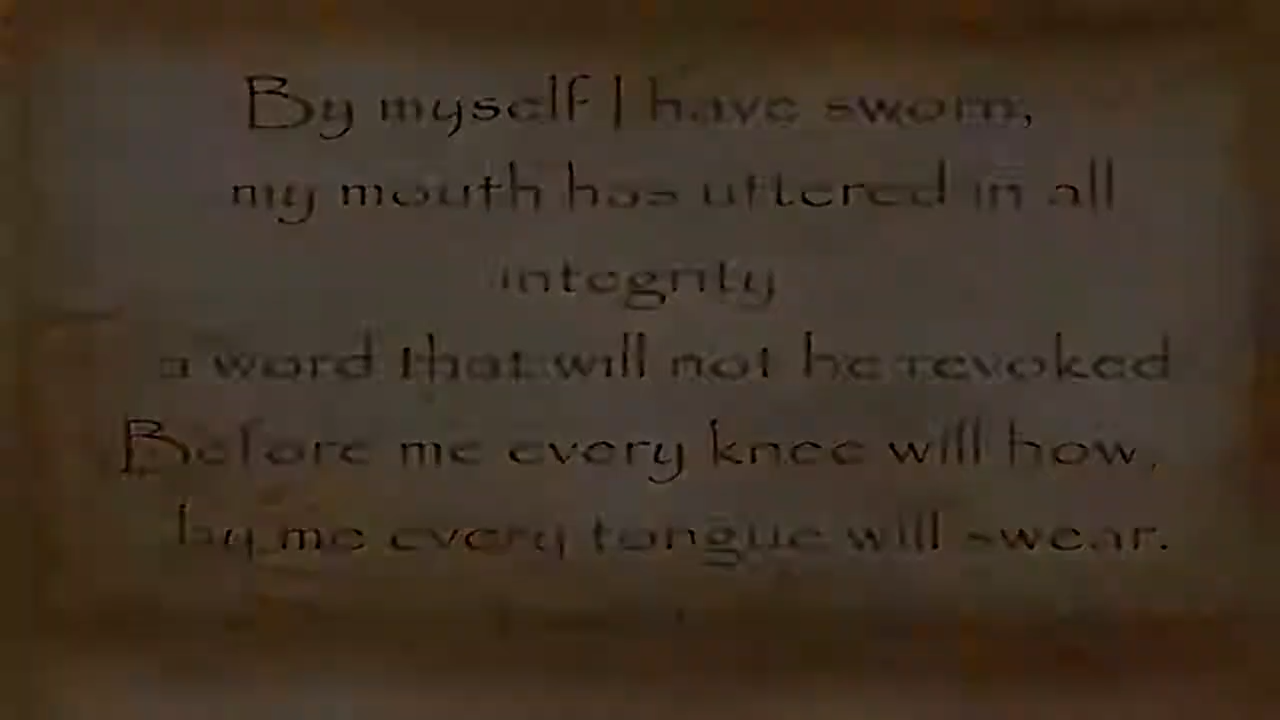 By myself I have sworn,
my mouth has uttered in all
integrity
a word that will not be revoked
Before me every knee will bow,
by me every tongue will swear.